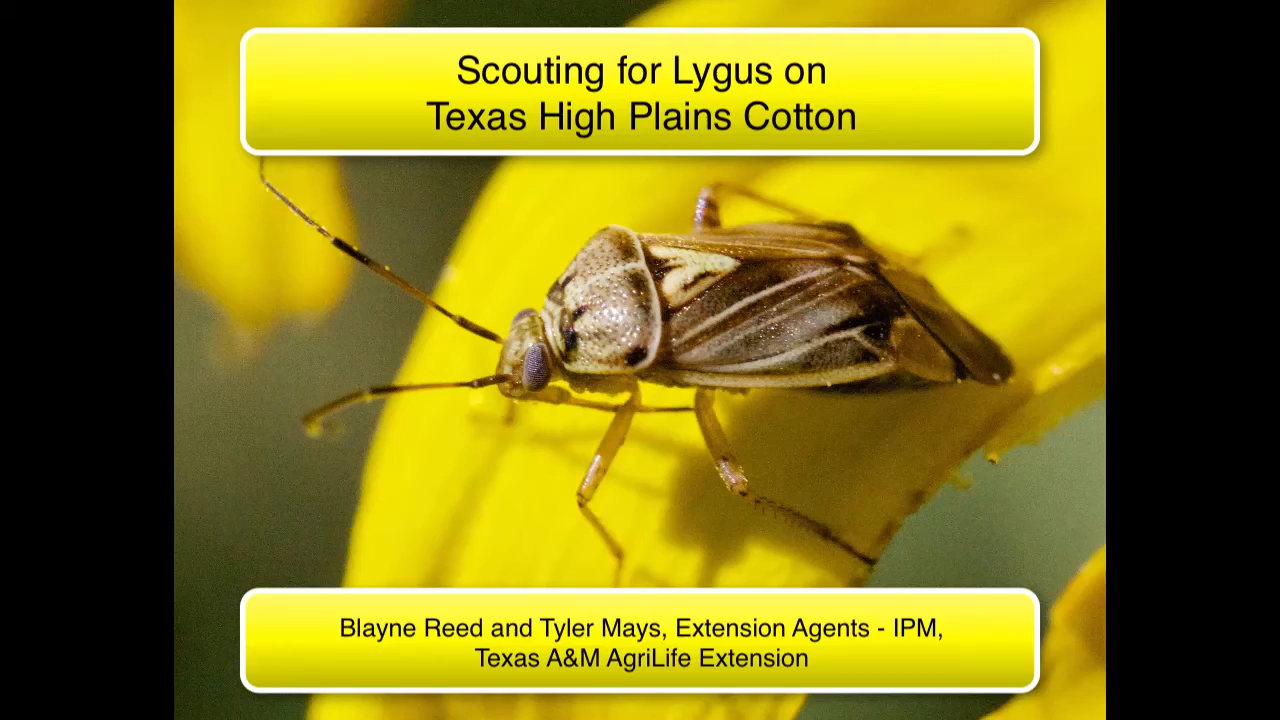 Scouting for Lygus on
Texas High Plains Cotton
Blayne Reed and Tyler Mays, Extension Agents - IPM,
Texas A&M AgriLife Extension